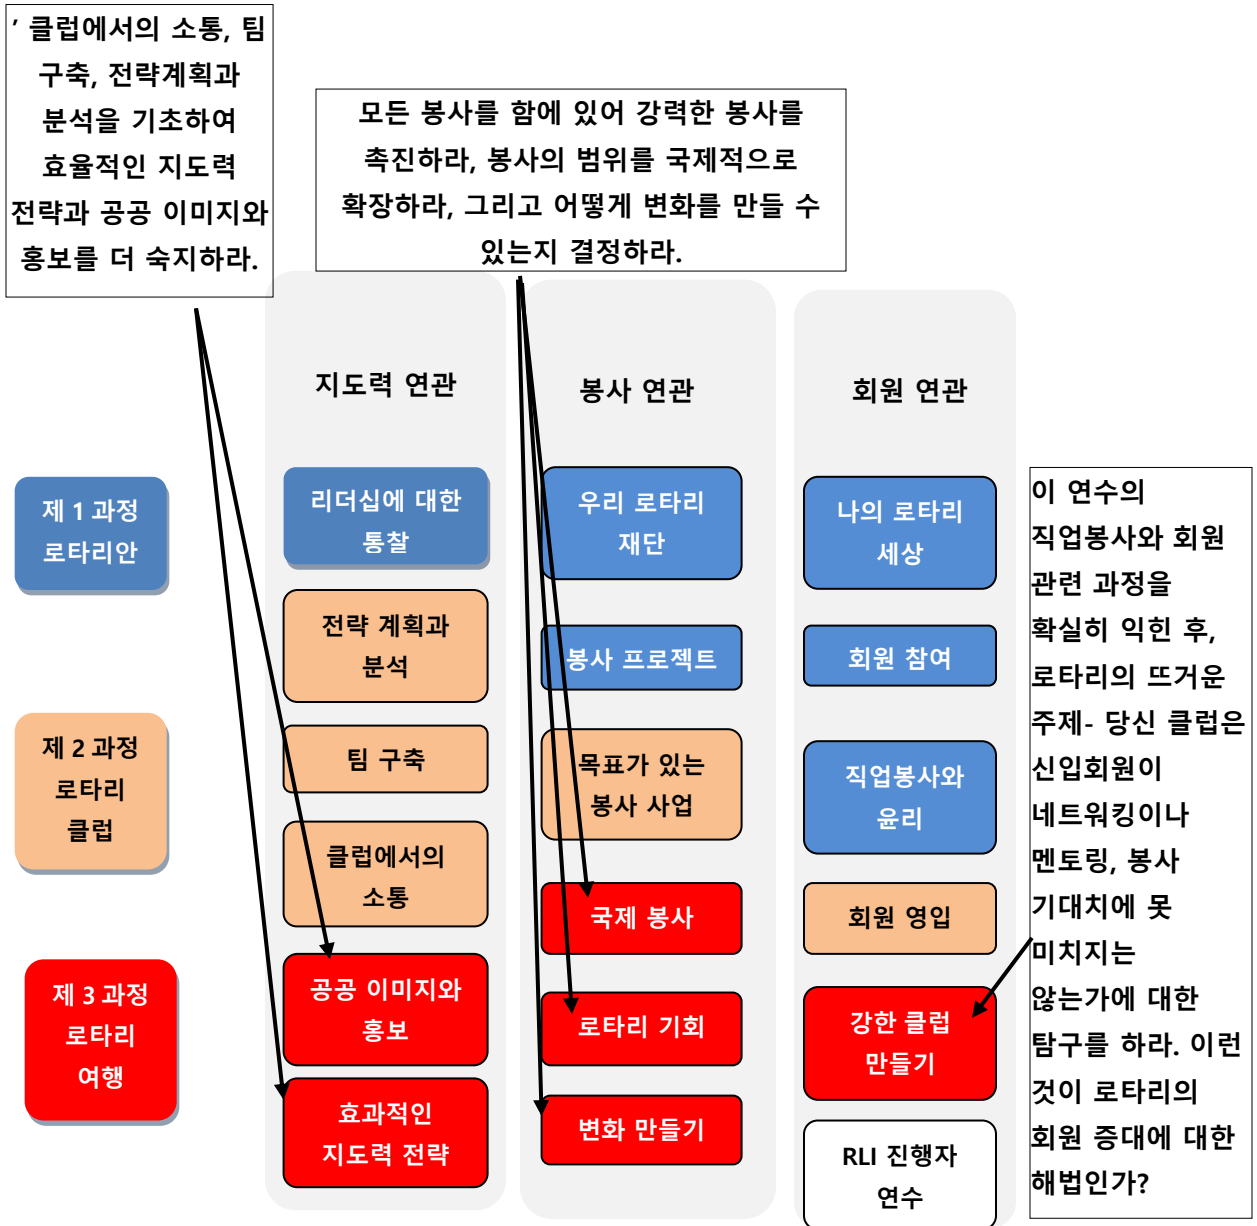 ’ 클럽에서의 소통, 팀
구축, 전략계획과
분석을 기초하여
효율적인 지도력
전략과 공공 이미지와
홍보를 더 숙지하라.
모든 봉사를 함에 있어 강력한 봉사를
촉진하라, 봉사의 범위를 국제적으로
확장하라, 그리고 어떻게 변화를 만들 수
있는지 결정하라.
지도력 연관
봉사 연관
회원 연관
제 1 과정
로타리안
제 2 과정
로타리
클럽
제 3 과정
로타리
여행
리더십에 대한
통찰
전략 계획과
분석
팀 구축
클럽에서의
소통
공공 이미지와
홍보
효과적인
지도력 전략
우리 로타리
재단
봉사 프로젝트
목표가 있는
봉사 사업
국제 봉사
로타리 기회
변화 만들기
나의 로타리
세상
회원 참여
직업봉사와
윤리
회원 영입
강한 클럽
만들기
RLI 진행자
연수
이 연수의
직업봉사와 회원
관련 과정을
확실히 익힌 후,
로타리의 뜨거운
주제- 당신 클럽은
신입회원이
네트워킹이나
멘토링, 봉사
기대치에 못
미치지는
않는가에 대한
탐구를 하라. 이런
것이 로타리의
회원 증대에 대한
해법인가?